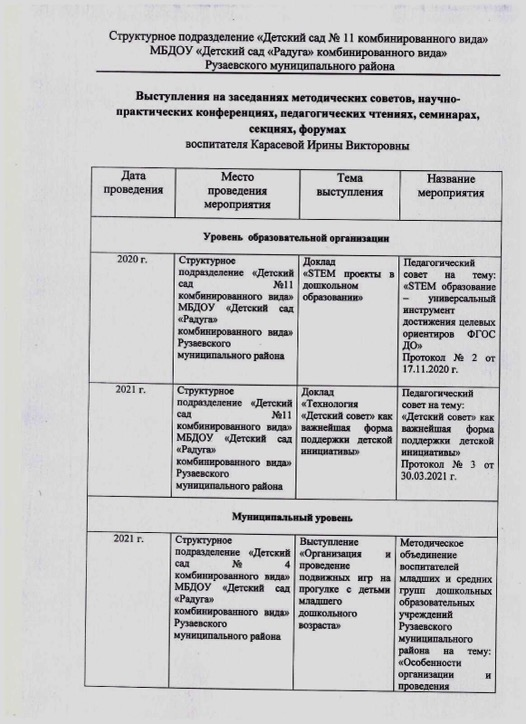 Структурное подразделение «Детский сад № 11 комбинированного вида»
МБДОУ «Детский сад «Радуга» комбинированного вида»
Рузаевского муниципального района
Выступления на заседаниях методических советов, научно-
практических конференциях, педагогических чтениях, семинарах,
секциях, форумах
воспитателя Карасевой Ирины Викторовны
Дата
проведения
Место
проведения
мероприятия
Тема
выступления
Название
мероприятия
Уровень образовательной организации
2020 г.
Структурное
подразделение «Детский
сад №11
комбинированного вида»
МБДОУ «Детский сад
«Радуга»
комбинированного вида»
Рузаевского
муниципального района
Доклад
«STEM проекты в
дошкольном
образовании»
Педагогический
совет на тему:
«STEM образование
– универсальный
инструмент
достижения целевых
ориентиров ФГОС
ДО»
Протокол № 2 от
17.11.2020 г.
2021 г.
Структурное
подразделение «Детский
сад №11
комбинированного вида»
МБДОУ «Детский сад
«Радуга»
комбинированного вида»
Рузаевского
муниципального района
Доклад
«Технология
«Детский совет» как
важнейшая форма
поддержки детской
инициативы»
Педагогический
совет на тему:
«Детский совет» как
важнейшая форма
поддержки детской
инициативы»
Протокол № 3 от
30.03.2021 г.
Муниципальный уровень
2021 г.
Структурное
подразделение «Детский
сад № 4
комбинированного вида»
МБДОУ «Детский сад
«Радуга»
комбинированного вида»
Рузаевского
муниципального района
Выступление
«Организация и
проведение
подвижных игр на
прогулке с детьми
младшего
дошкольного
возраста»
Методическое
объединение
воспитателей
младших и средних
групп дошкольных
образовательных
учреждений
Рузаевского
муниципального
района на тему:
«Особенности
организации и
проведения